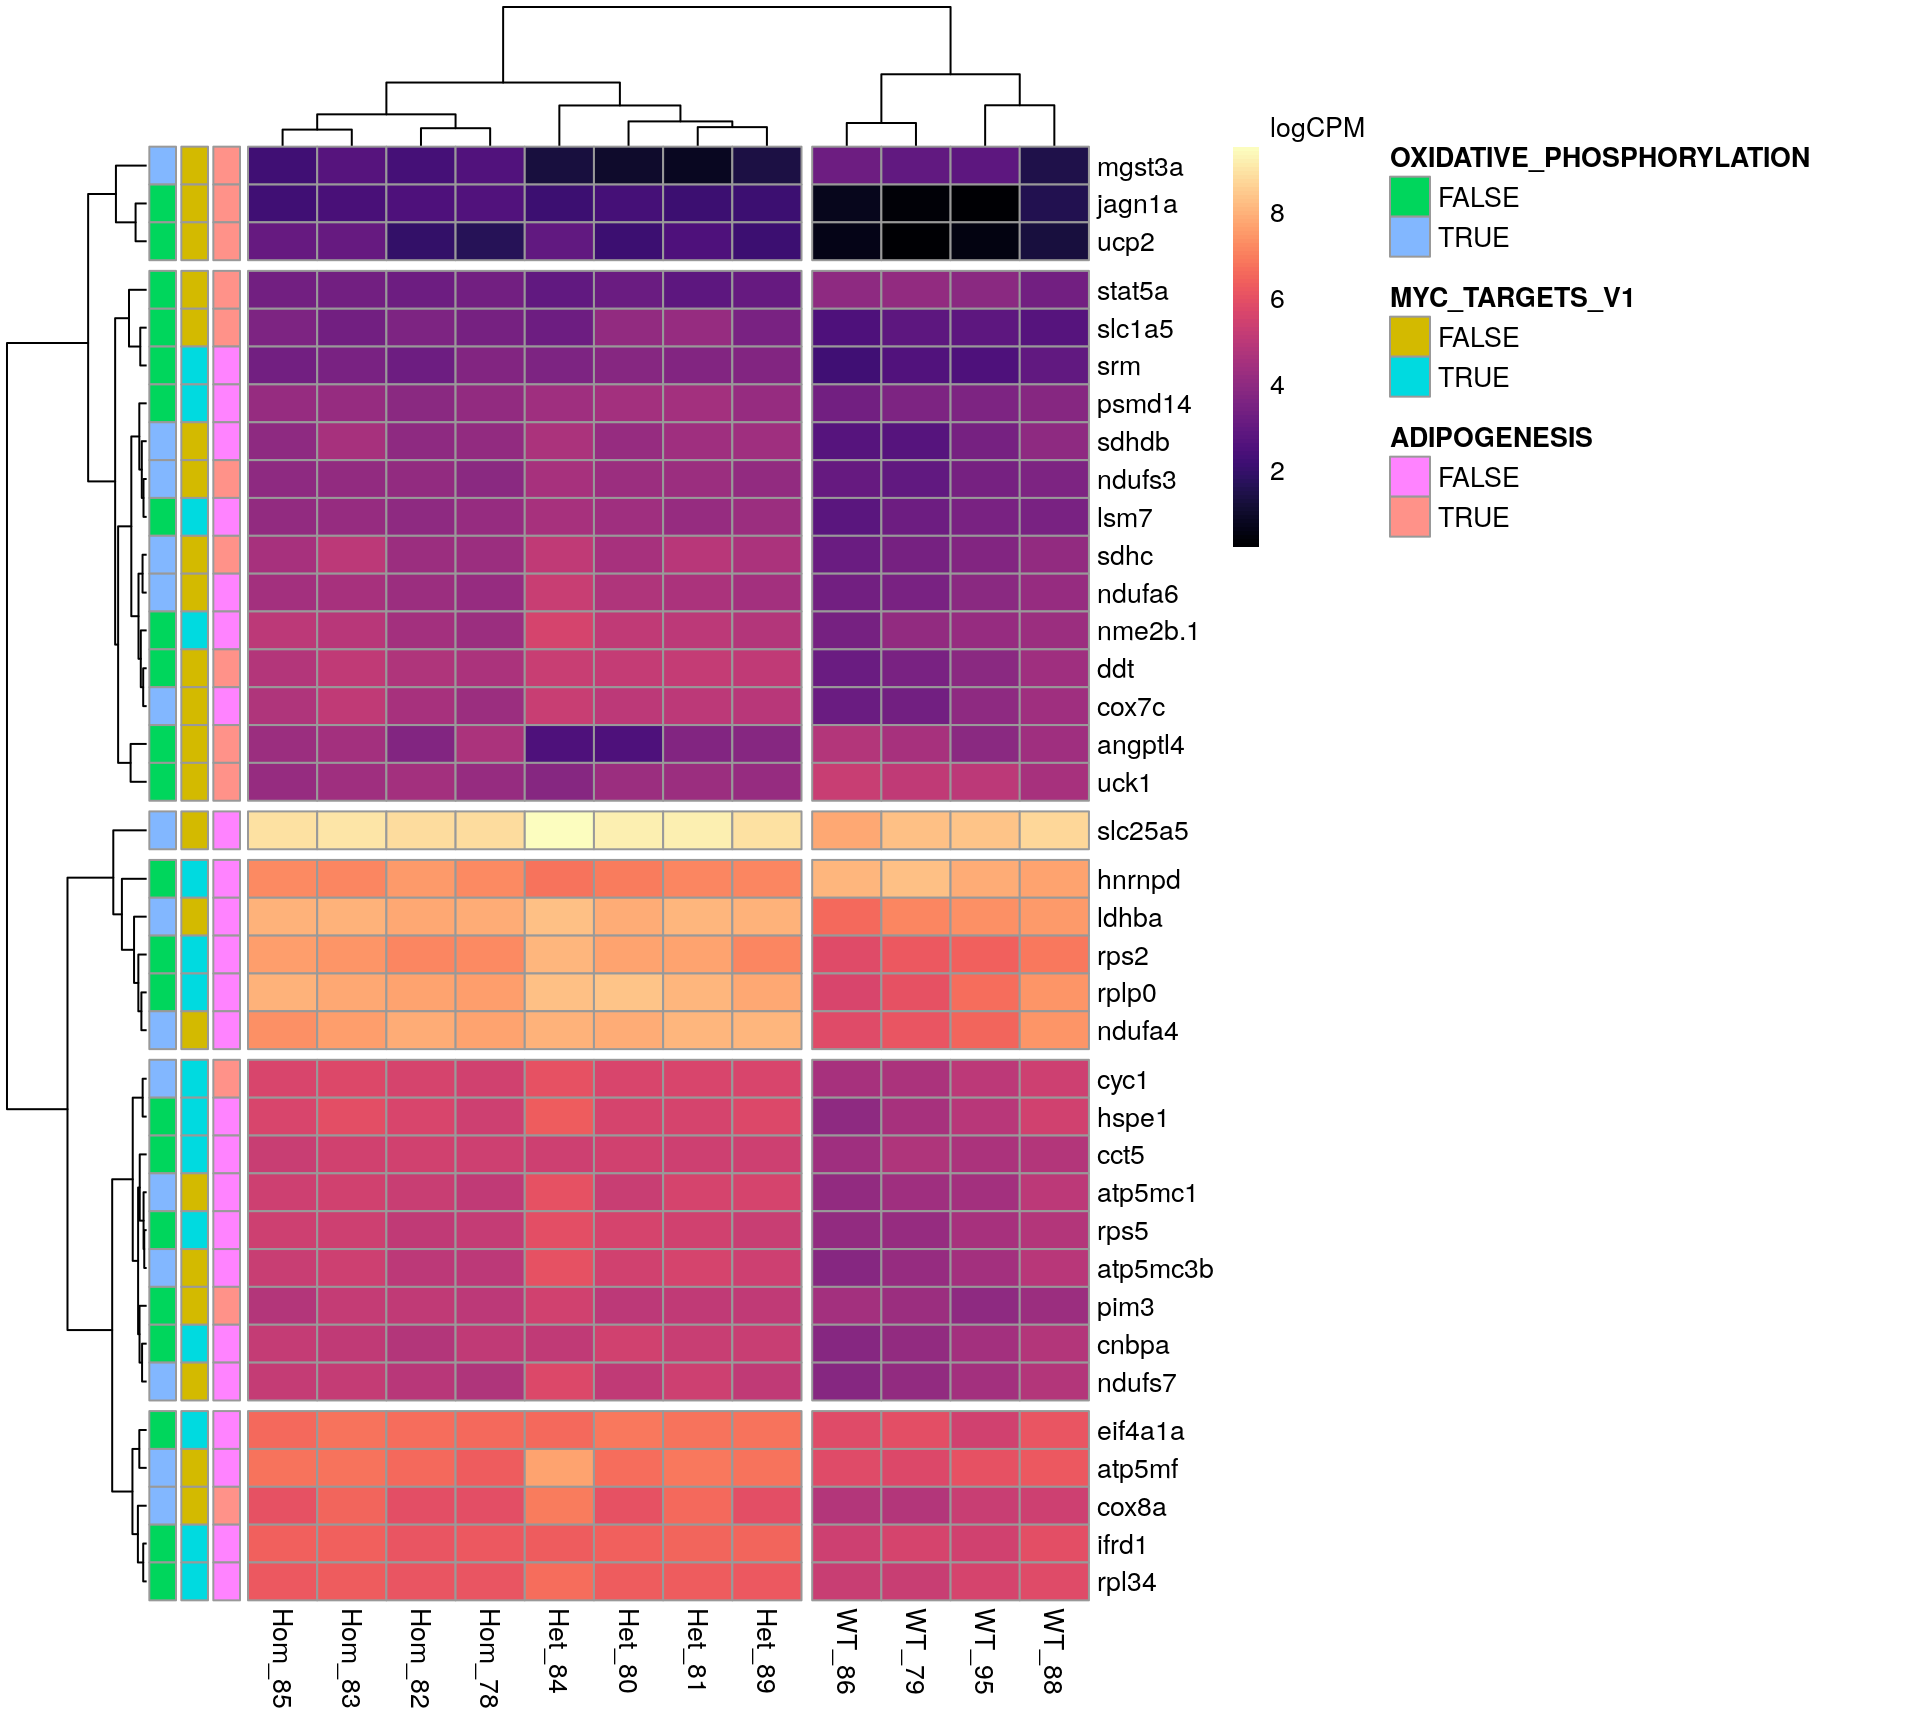 logCPM
8
6
4
2
OXIDATIVE_PHOSPHORYLATION
FALSE
TRUE
MYC_TARGETS_V1
FALSE
TRUE
ADIPOGENESIS
FALSE
TRUE
mgst3a
jagn1a
ucp2
stat5a
slc1a5
srm
psmd14
sdhdb
ndufs3
lsm7
sdhc
ndufa6
nme2b.1
ddt
cox7c
angptl4
uck1
slc25a5
hnrnpd
ldhba
rps2
rplp0
ndufa4
cyc1
hspe1
cct5
atp5mc1
rps5
atp5mc3b
pim3
cnbpa
ndufs7
eif4a1a
atp5mf
cox8a
ifrd1
rpl34
Hom_85
Hom_83
Hom_82
Hom_78
Het_84
Het_80
Het_81
Het_89
WT_86
WT_79
WT_95
WT_88